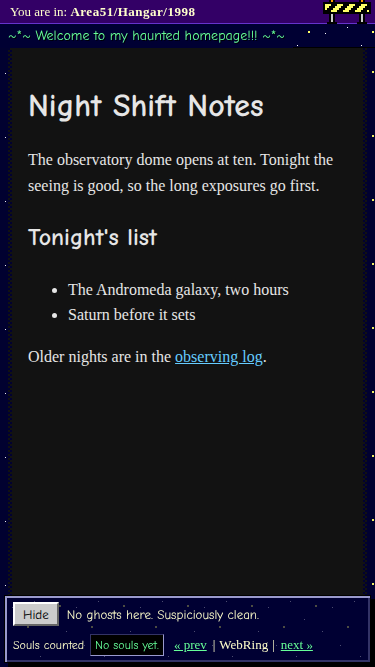 You are in: Area51/Hangar/1998
~*~ Welcome to my haunted homepage!!! ~*~
Night Shift Notes
The observatory dome opens at ten. Tonight the
seeing is good, so the long exposures go first.
Tonight's list
• The Andromeda galaxy, two hours
• Saturn before it sets
Older nights are in the observing log.
Hide No ghosts here. Suspiciously clean.
Souls counted No souls yet. « prev | WebRing | next »